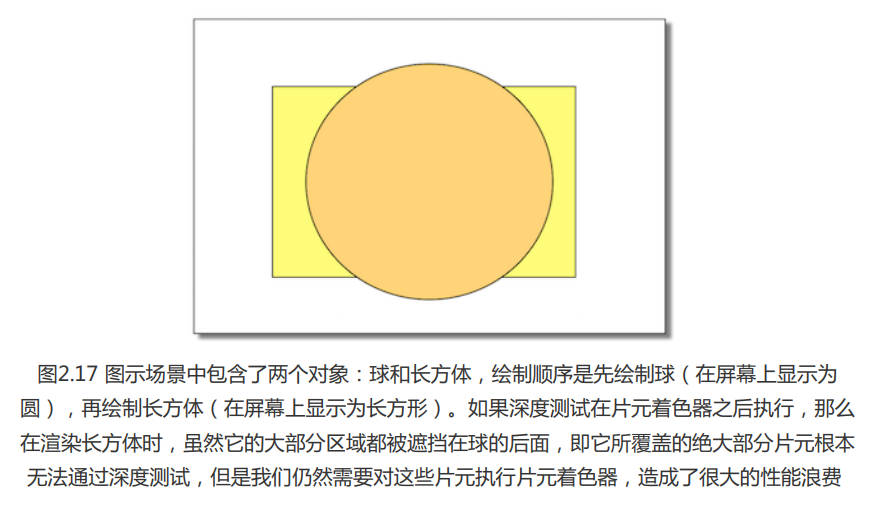 图2.17 图示场景中包含了两个对象：球和长方体，绘制顺序是先绘制球（在屏幕上显示为
圆），再绘制长方体（在屏幕上显示为长方形）。如果深度测试在片元着色器之后执行，那么
在渲染长方体时，虽然它的大部分区域都被遮挡在球的后面，即它所覆盖的绝大部分片元根本
无法通过深度测试，但是我们仍然需要对这些片元执行片元着色器，造成了很大的性能浪费